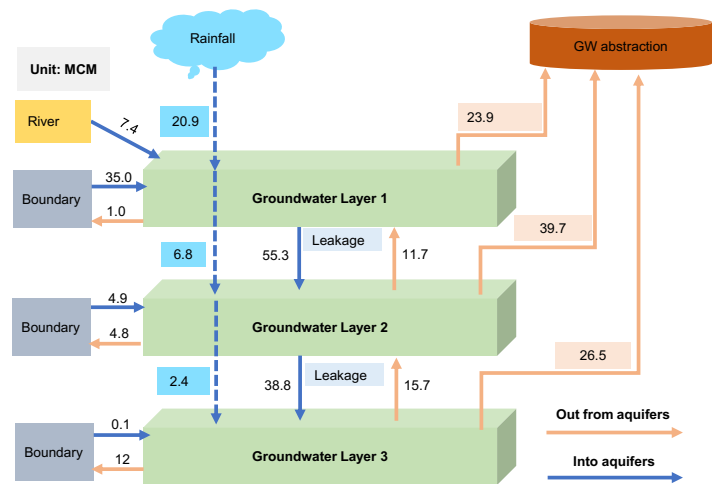 Rainfall
GW abstraction
Unit: MCM
River
7.4
20.9
23.9
Boundary
35.0
1.0
Groundwater Layer 1
Leakage
6.8
55.3
11.7
39.7
Boundary
4.9
4.8
Groundwater Layer 2
Leakage
2.4
38.8
15.7
26.5
Boundary
0.1
12
Groundwater Layer 3
Out from aquifers
Into aquifers